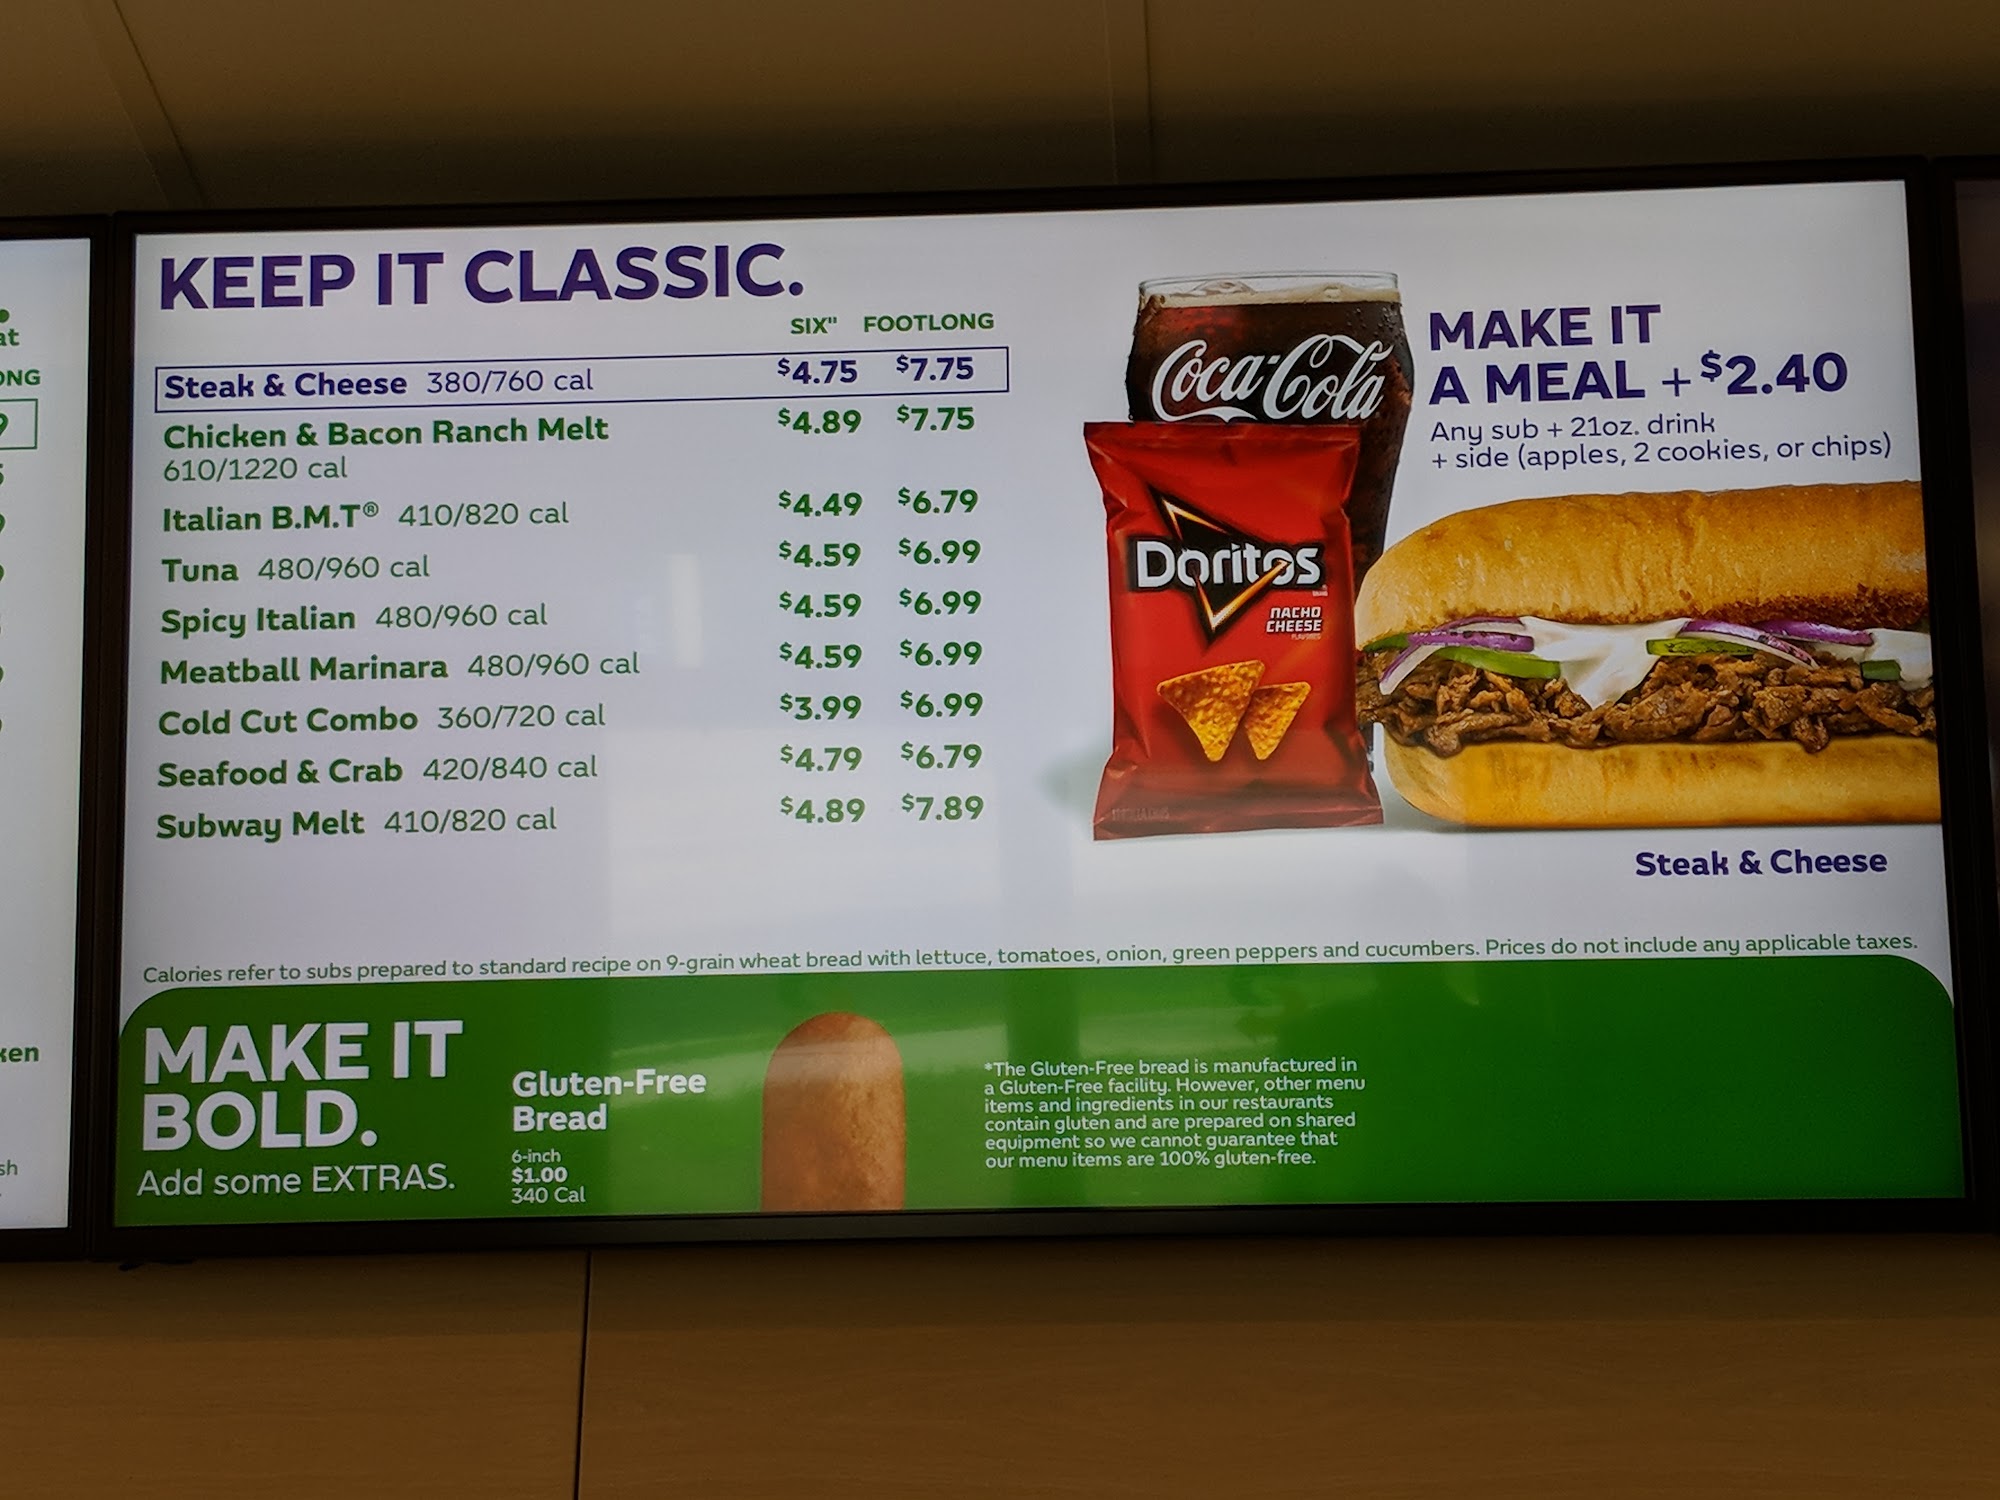 KEEP IT CLASSIC.
SIX" FOOTLONG
Steak & Cheese 380/760 cal $4.75 $7.75
Chicken & Bacon Ranch Melt $4.89 $7.75
610/1220 cal
Italian B.M.T® 410/820 cal $4.49 $6.79
Tuna 480/960 cal $4.59 $6.99
Spicy Italian 480/960 cal $4.59 $6.99
Meatball Marinara 480/960 cal $4.59 $6.99
Cold Cut Combo 360/720 cal $3.99 $6.99
Seafood & Crab 420/840 cal $4.79 $6.79
Subway Melt 410/820 cal $4.89 $7.89
Coca-Cola
Doritos
NACHO
CHEESE
MAKE IT
A MEAL + $2.40
Any sub + 21oz. drink
+ side (apples, 2 cookies, or chips)
Steak & Cheese
Calories refer to subs prepared to standard recipe on 9-grain wheat bread with lettuce, tomatoes, onion, green peppers and cucumbers. Prices do not include any applicable taxes.
MAKE IT
BOLD.
Add some EXTRAS.
Gluten-Free
Bread
6-inch
$1.00
340 Cal
*The Gluten-Free bread is manufactured in
a Gluten-Free facility. However, other menu
items and ingredients in our restaurants
contain gluten and are prepared on shared
equipment so we cannot guarantee that
our menu items are 100% gluten-free.